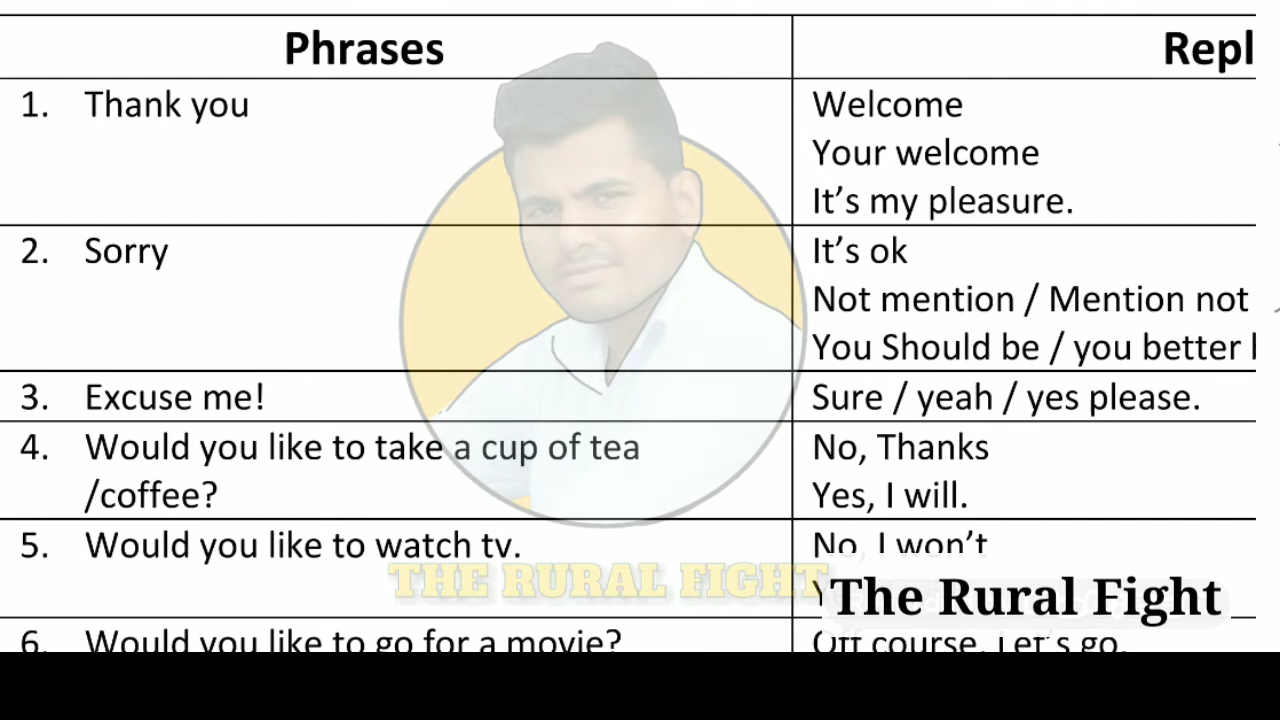 Phrases Repl
1. Thank you Welcome
Your welcome
It's my pleasure.
2. Sorry It's ok
Not mention / Mention not
You Should be / you better
3. Excuse me! Sure / yeah / yes please.
4. Would you like to take a cup of tea No, Thanks
/coffee? Yes, I will.
5. Would you like to watch tv. No, I won't
THE RURAL FIGHT
The Rural Fight
6. Would you like to go for a movie? Off course. Let's go.